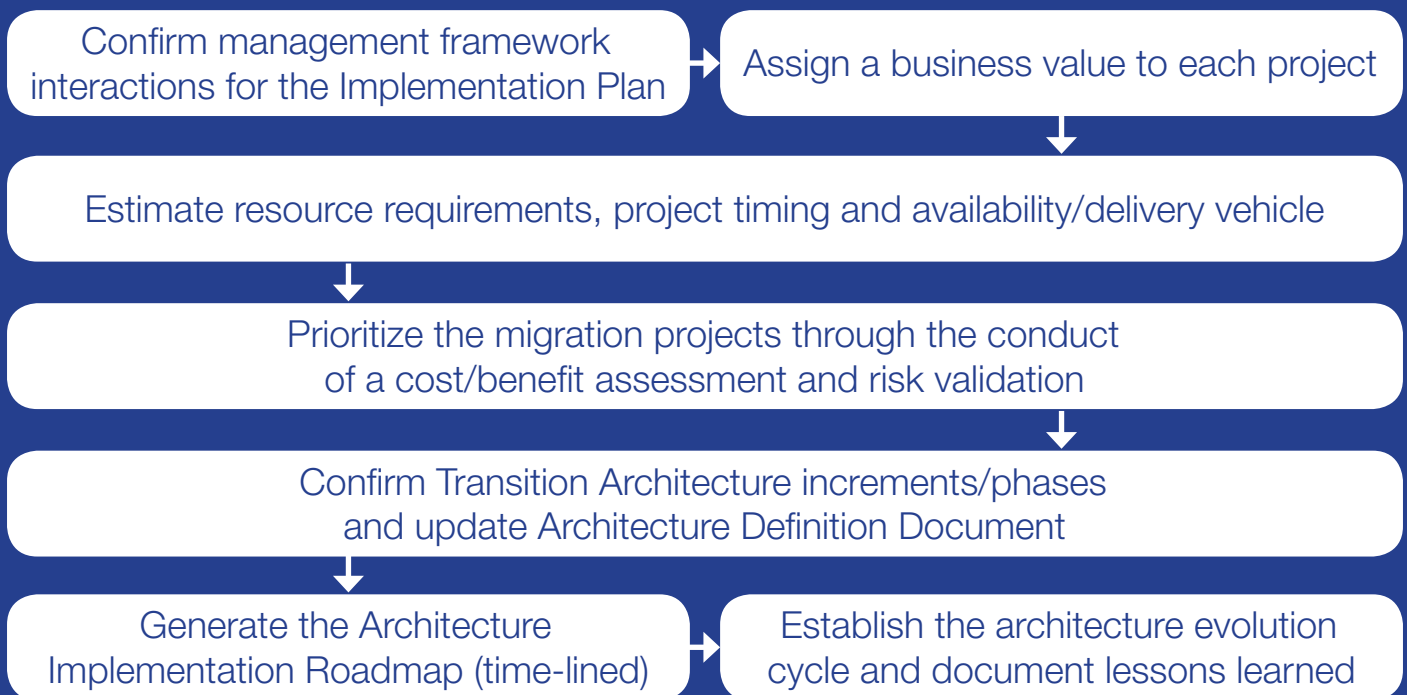 Confirm management framework
interactions for the Implementation Plan
Assign a business value to each project
Estimate resource requirements, project timing and availability/delivery vehicle
Prioritize the migration projects through the conduct
of a cost/benefit assessment and risk validation
Confirm Transition Architecture increments/phases
and update Architecture Definition Document
Generate the Architecture
Implementation Roadmap (time-lined)
Establish the architecture evolution
cycle and document lessons learned